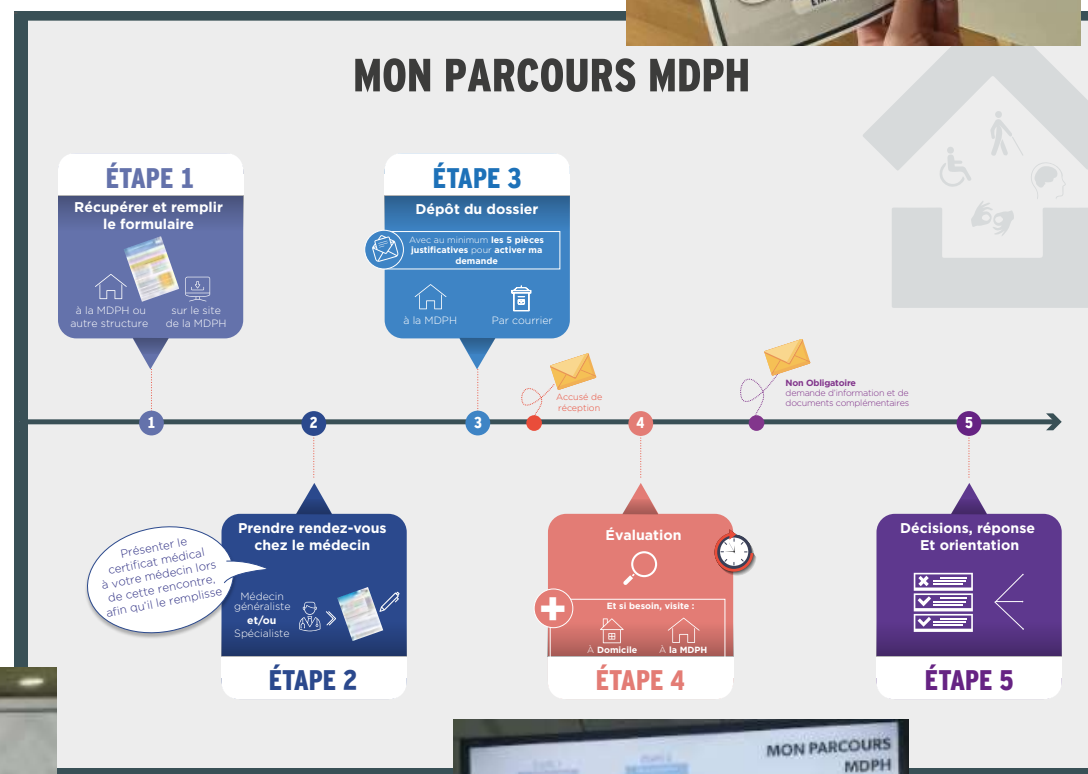 MON PARCOURS MDPH
ÉTAPE 1
Récupérer et remplir
le formulaire
à la MDPH ou
autre structure
sur le site
de la MDPH
ÉTAPE 3
Dépôt du dossier
Avec au minimum les 5 pièces
justificatives pour activer ma
demande
à la MDPH
Par courrier
Accusé de
réception
Non Obligatoire
demande d'information et de
documents complémentaires
1
2
3
4
5
Présenter le
certificat médical
à votre médecin lors
de cette rencontre,
afin qu'il le remplisse
Prendre rendez-vous
chez le médecin
Médecin
généraliste
et/ou
Spécialiste
ÉTAPE 2
Évaluation
Et si besoin, visite :
À Domicile
À la MDPH
ÉTAPE 4
Décisions, réponse
Et orientation
ÉTAPE 5
MON PARCOURS
MDPH